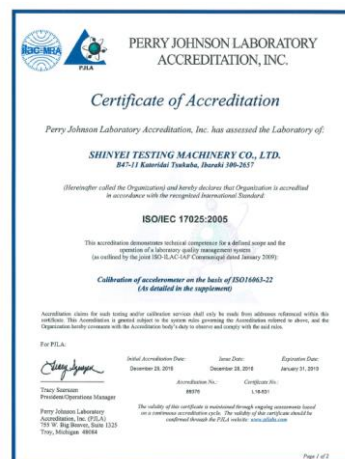 ilac-MRA
PJLA
PERRY JOHNSON LABORATORY
ACCREDITATION, INC.
Certificate of Accreditation
Perry Johnson Laboratory Accreditation, Inc. has assessed the Laboratory of:
SHINYEI TESTING MACHINERY CO., LTD.
B47-11 Kateridai Tsukuba, Ibaraki 300-2657
(Hereinafter called the Organization) and hereby declares that Organization is accredited
in accordance with the recognized International Standard:
ISO/IEC 17025:2005
This accreditation demonstrates technical competence for a defined scope and the
operation of a laboratory quality management system
(as outlined by the joint ISO-ILAC-IAF Communiqué dated January 2009):
Calibration of accelerometer on the basis of ISO16063-22
(As detailed in the supplement)
Accreditation claims for such testing and/or calibration services shall only be made from addresses referenced within this
certificate. This Accreditation is granted subject to the system rules governing the Accreditation referred to above, and the
Organization hereby covenants with the Accreditation body's duty to observe and comply with the said rules.
For PJLA:
Initial Accreditation Date: Issue Date: Expiration Date:
December 28, 2018 December 28, 2018 January 31, 2019
Accreditation No.: Certificate No.:
Tracy Szerszen
President/Operations Manager
Perry Johnson Laboratory
Accreditation, Inc. (PJLA)
755 W. Big Beaver, Suite 1325
Troy, Michigan 48084
The validity of this certificate is maintained through ongoing assessments based
on a continuous accreditation cycle. The validity of this certificate should be
confirmed through the PJLA website: www.pjlabs.com
Page 1 of 2